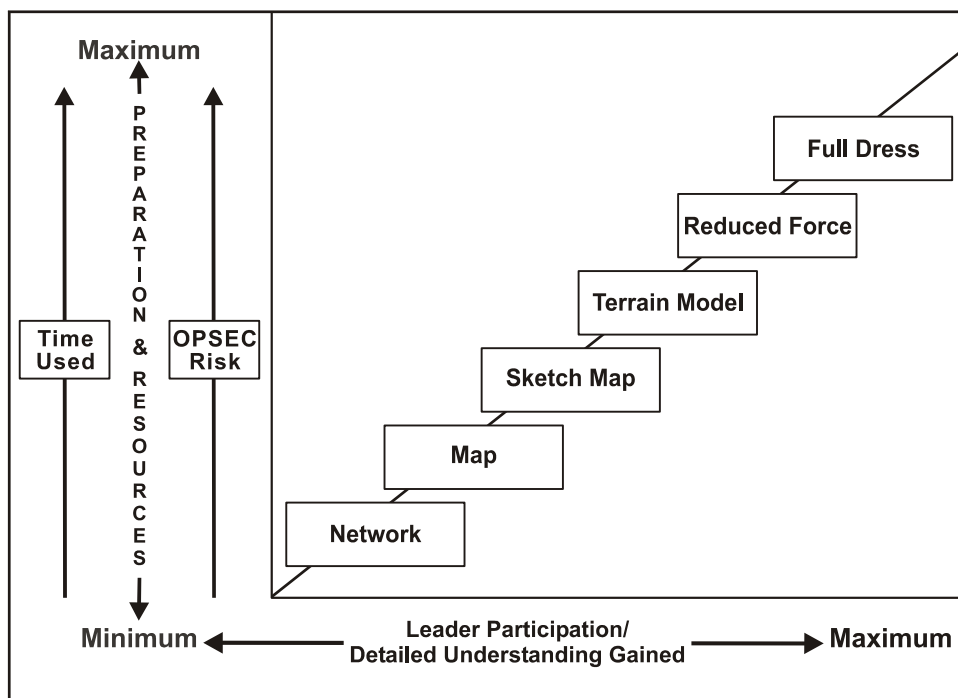 Maximum
PREPARATION & RESOURCES
Time
Used
OPSEC
Risk
Full Dress
Reduced Force
Terrain Model
Sketch Map
Map
Network
Minimum
Leader Participation/
Detailed Understanding Gained
Maximum